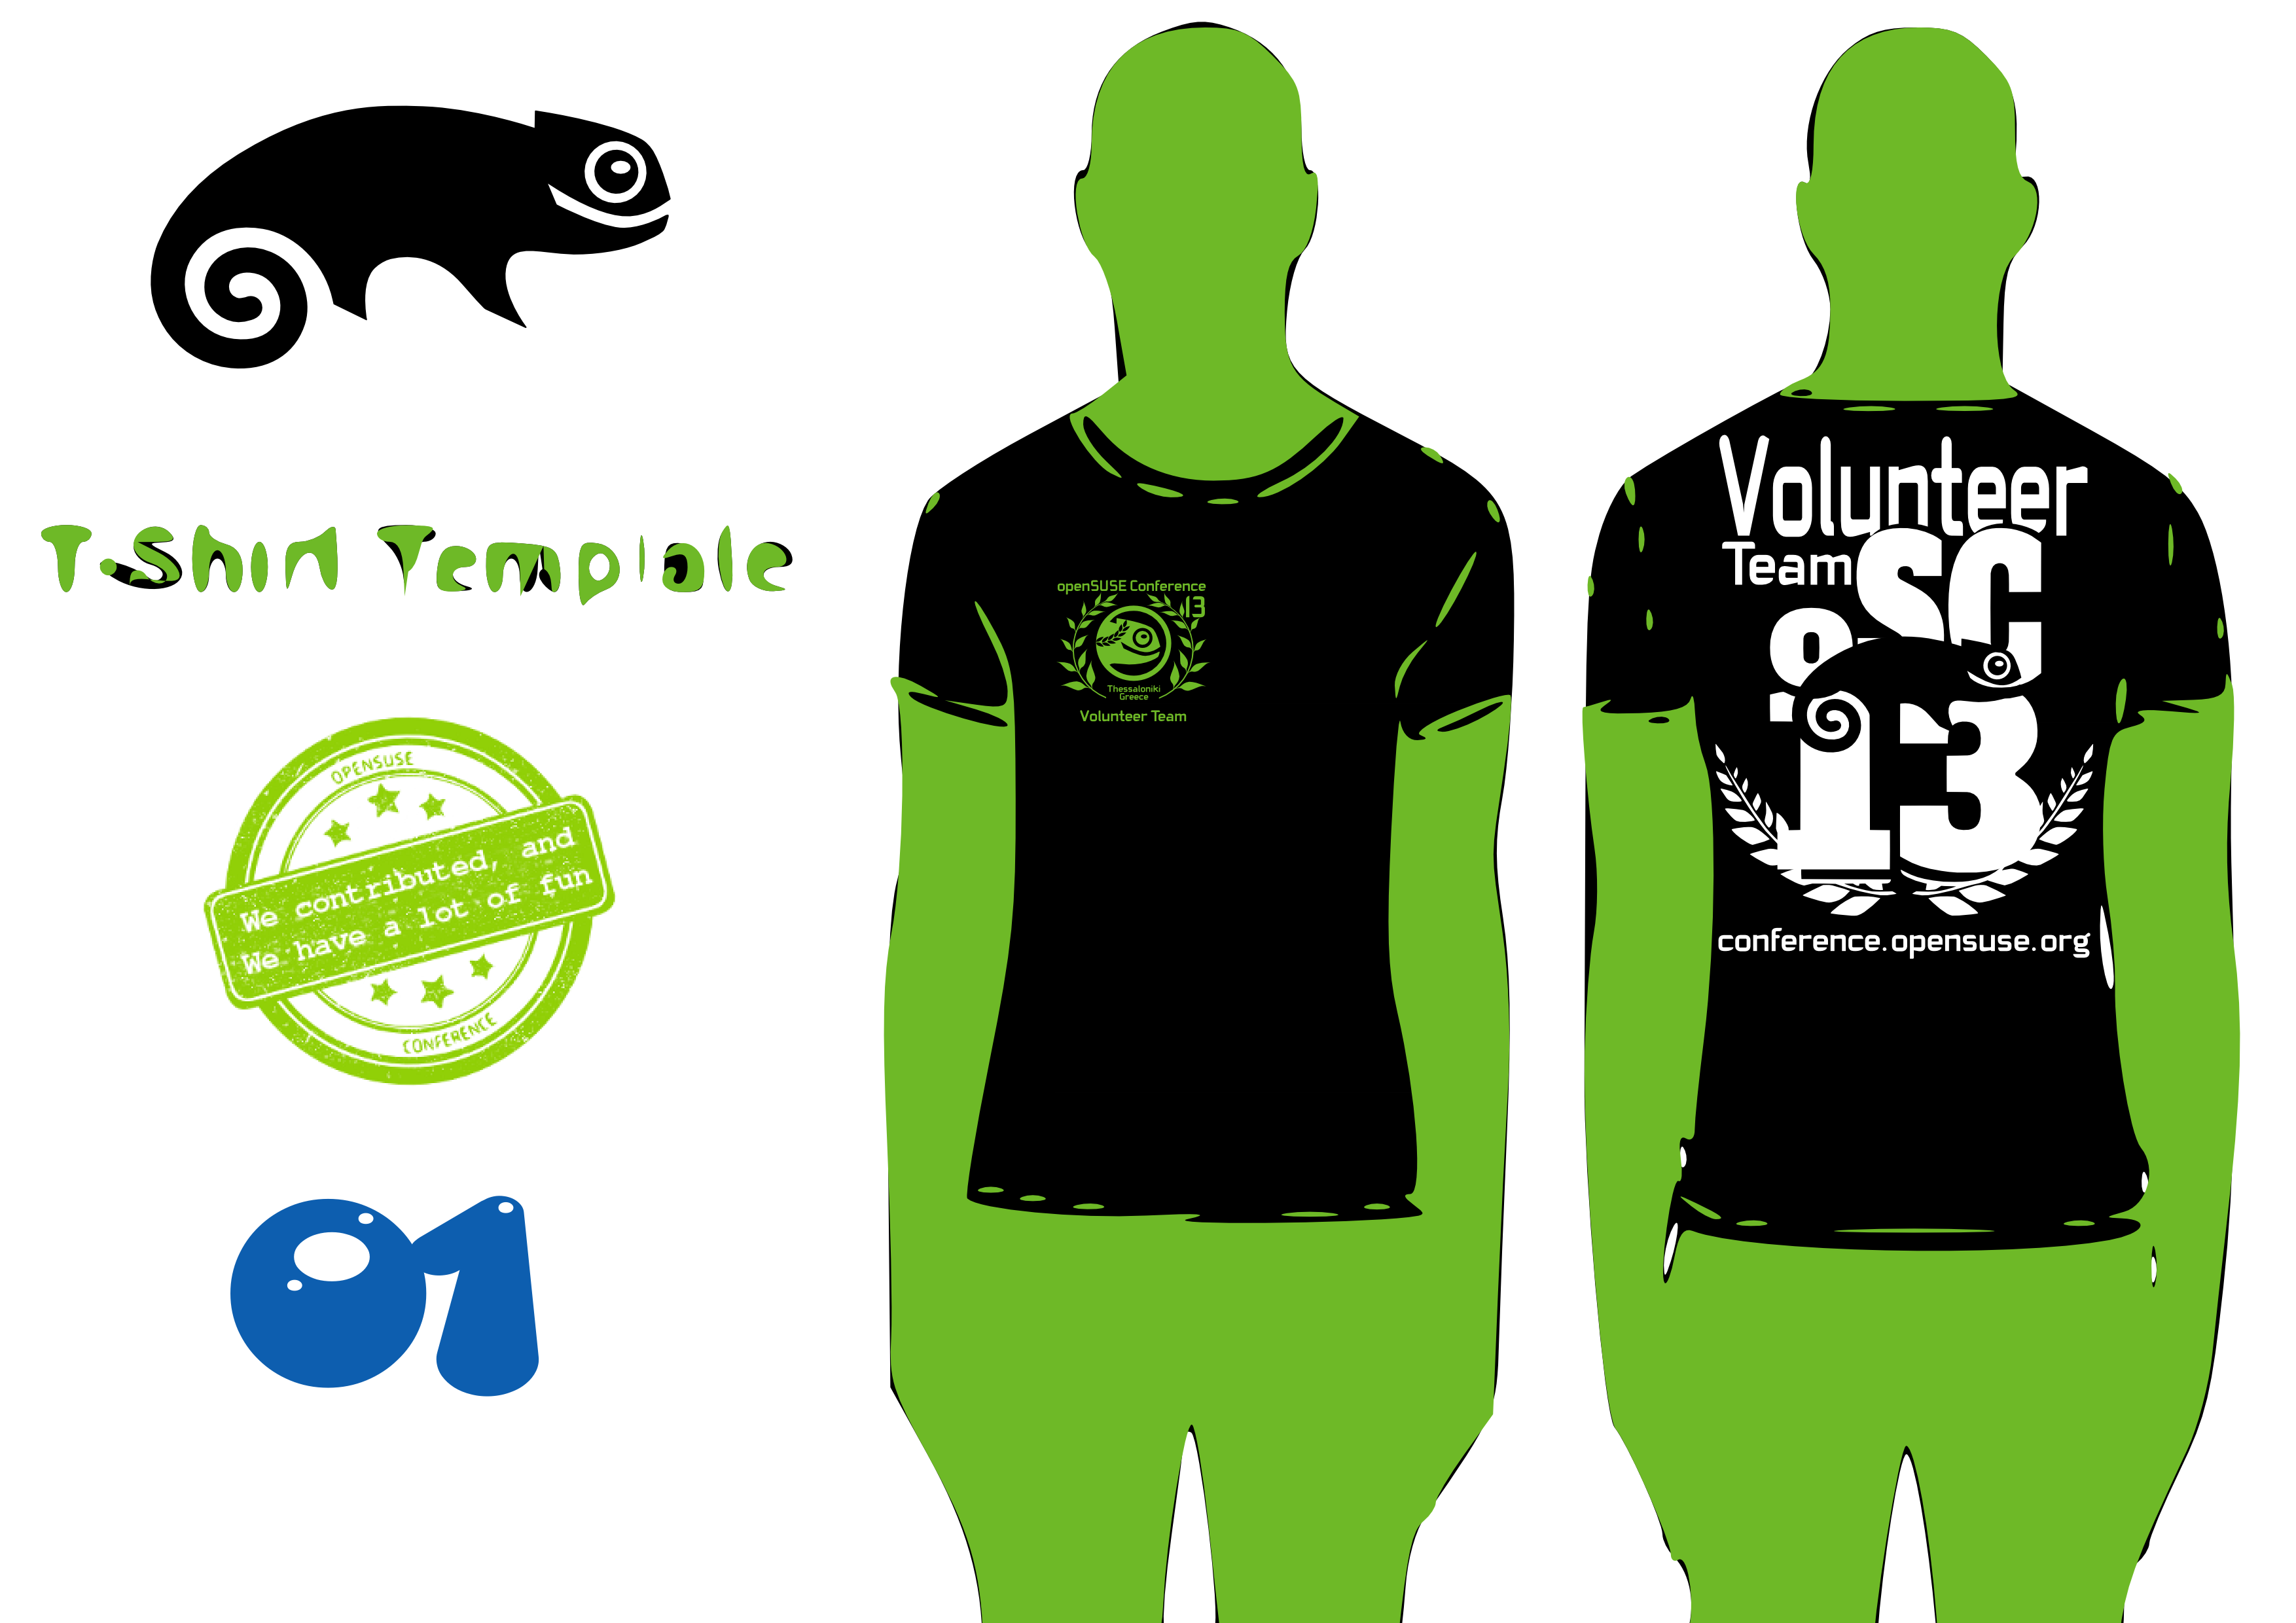 T-Shirt Template
OPENSUSE
We contributed, and
We have a lot of fun
CONFERENCE
openSUSE Conference
13
Thessaloniki
Greece
Volunteer Team
Volunteer
Team
SC
13
conference.opensuse.org